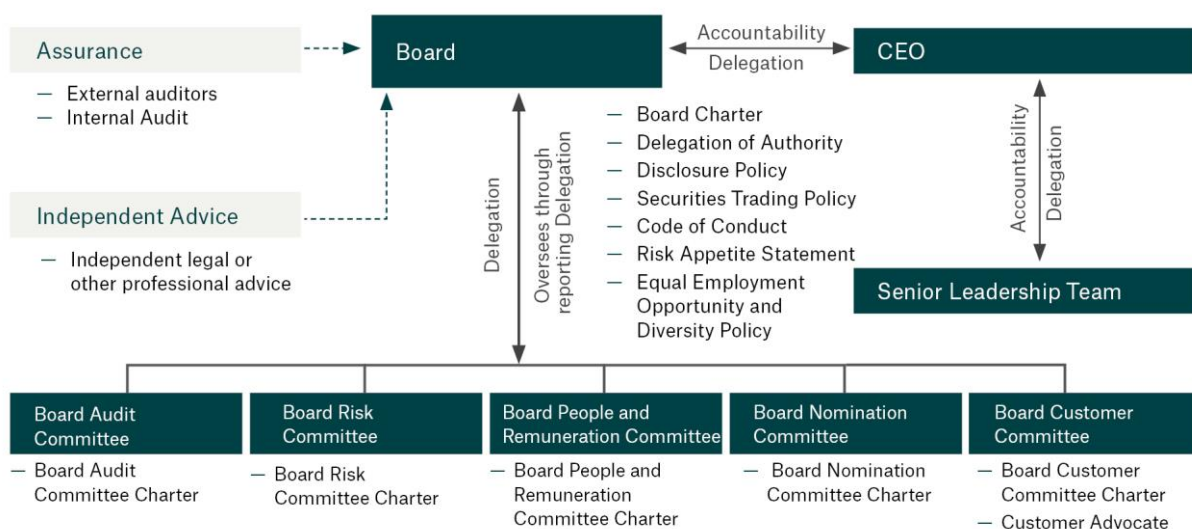 Assurance
— External auditors
— Internal Audit
Independent Advice
— Independent legal or
other professional advice
Board
Accountability
Delegation
CEO
— Board Charter
— Delegation of Authority
— Disclosure Policy
— Securities Trading Policy
— Code of Conduct
— Risk Appetite Statement
— Equal Employment
Opportunity and
Diversity Policy
Delegation
Oversees through
reporting Delegation
Accountability
Delegation
Senior Leadership Team
Board Audit
Committee
— Board Audit
Committee Charter
Board Risk
Committee
— Board Risk
Committee Charter
Board People and
Remuneration Committee
— Board People and
Remuneration
Committee Charter
Board Nomination
Committee
— Board Nomination
Committee Charter
Board Customer
Committee
— Board Customer
Committee Charter
— Customer Advocate